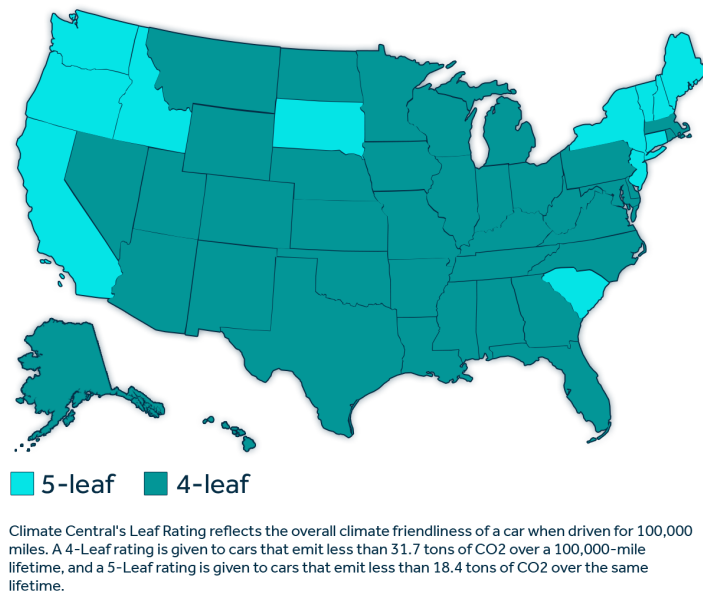 5-leaf 4-leaf
Climate Central's Leaf Rating reflects the overall climate friendliness of a car when driven for 100,000
miles. A 4-Leaf rating is given to cars that emit less than 31.7 tons of CO2 over a 100,000-mile
lifetime, and a 5-Leaf rating is given to cars that emit less than 18.4 tons of CO2 over the same
lifetime.